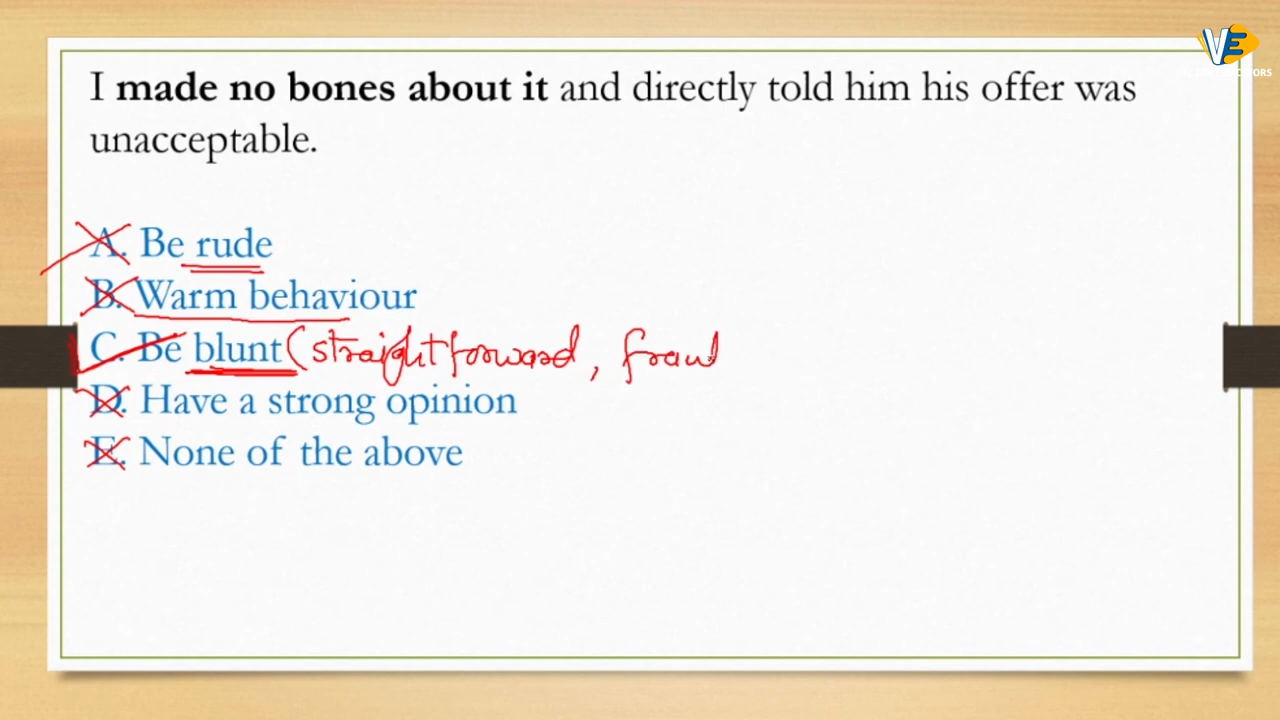 VE
I made no bones about it and directly told him his offer was
unacceptable.
A. Be rude
B. Warm behaviour
C. Be blunt (straightforward,
D. Have a strong opinion
E. None of the above